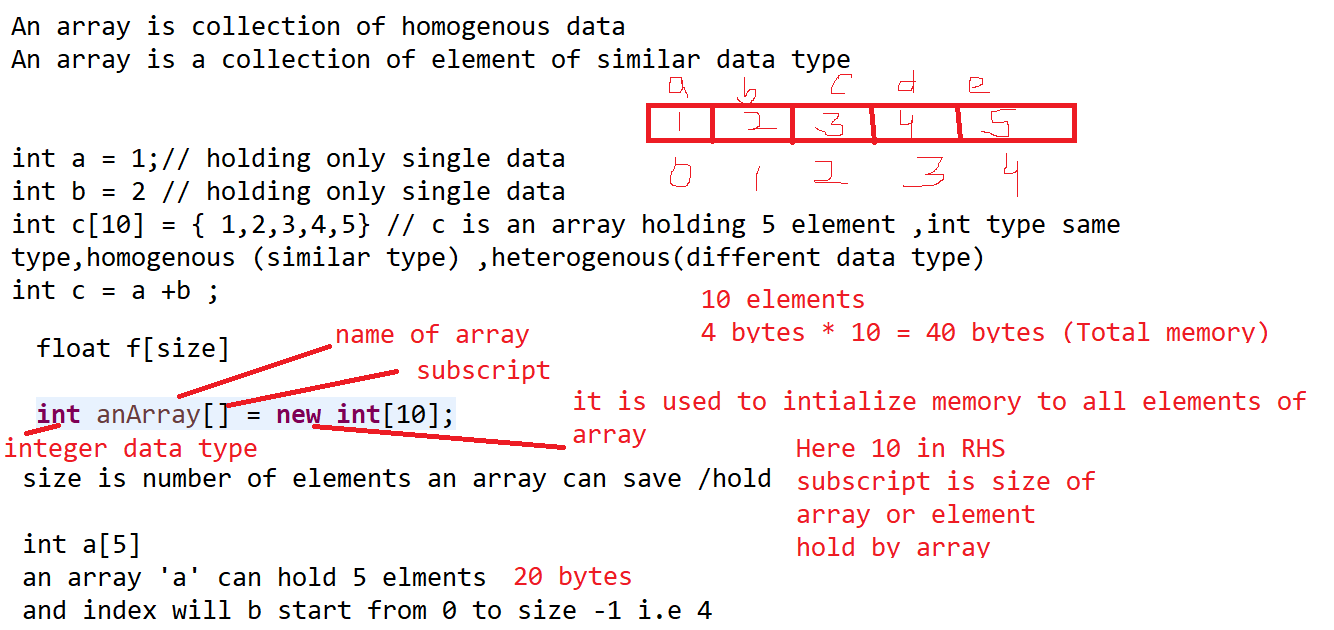 An array is collection of homogenous data
An array is a collection of element of similar data type
a b c d e
1 2 3 4 5
0 1 2 3 4
int a = 1;// holding only single data
int b = 2 // holding only single data
int c[10] = { 1,2,3,4,5} // c is an array holding 5 element ,int type same
type,homogenous (similar type) ,heterogenous(different data type)
int c = a +b ;
10 elements
4 bytes * 10 = 40 bytes (Total memory)
float f[size]
name of array
subscript
int anArray[] = new int[10];
it is used to intialize memory to all elements of
array
integer data type
Here 10 in RHS
subscript is size of
array or element
hold by array
size is number of elements an array can save /hold
int a[5]
an array 'a' can hold 5 elments 20 bytes
and index will b start from 0 to size -1 i.e 4